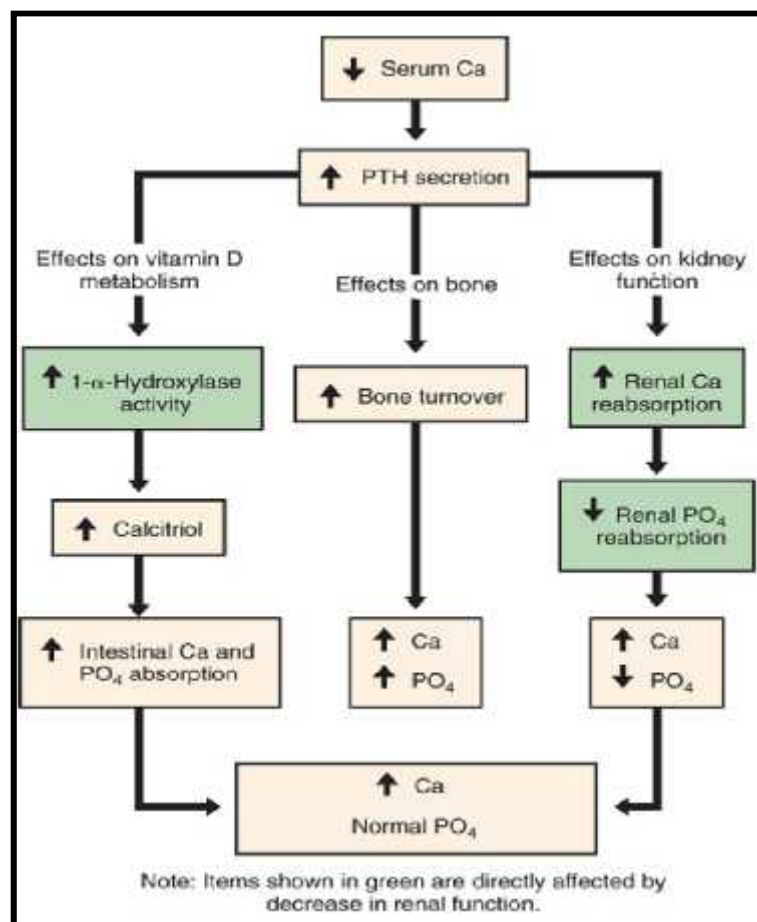 ↓ Serum Ca
↑ PTH secretion
Effects on vitamin D
metabolism
Effects on bone
Effects on kidney
function
↑ 1-α-Hydroxylase
activity
↑ Bone turnover
↑ Renal Ca
reabsorption
↑ Calcitriol
↓ Renal PO₄
reabsorption
↑ Intestinal Ca and
PO₄ absorption
↑ Ca
↑ PO₄
↑ Ca
↓ PO₄
↑ Ca
Normal PO₄
Note: Items shown in green are directly affected by
decrease in renal function.